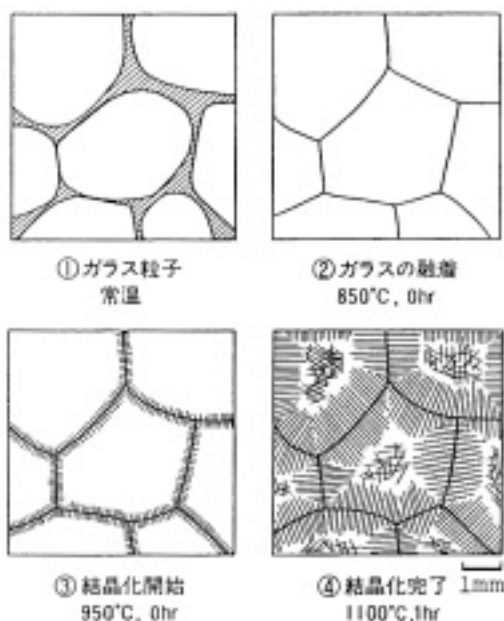 ①ガラス粒子
常温
②ガラスの融着
850°C, 0hr
③結晶化開始
950°C, 0hr
④結晶化完了
1100°C, 1hr
1mm